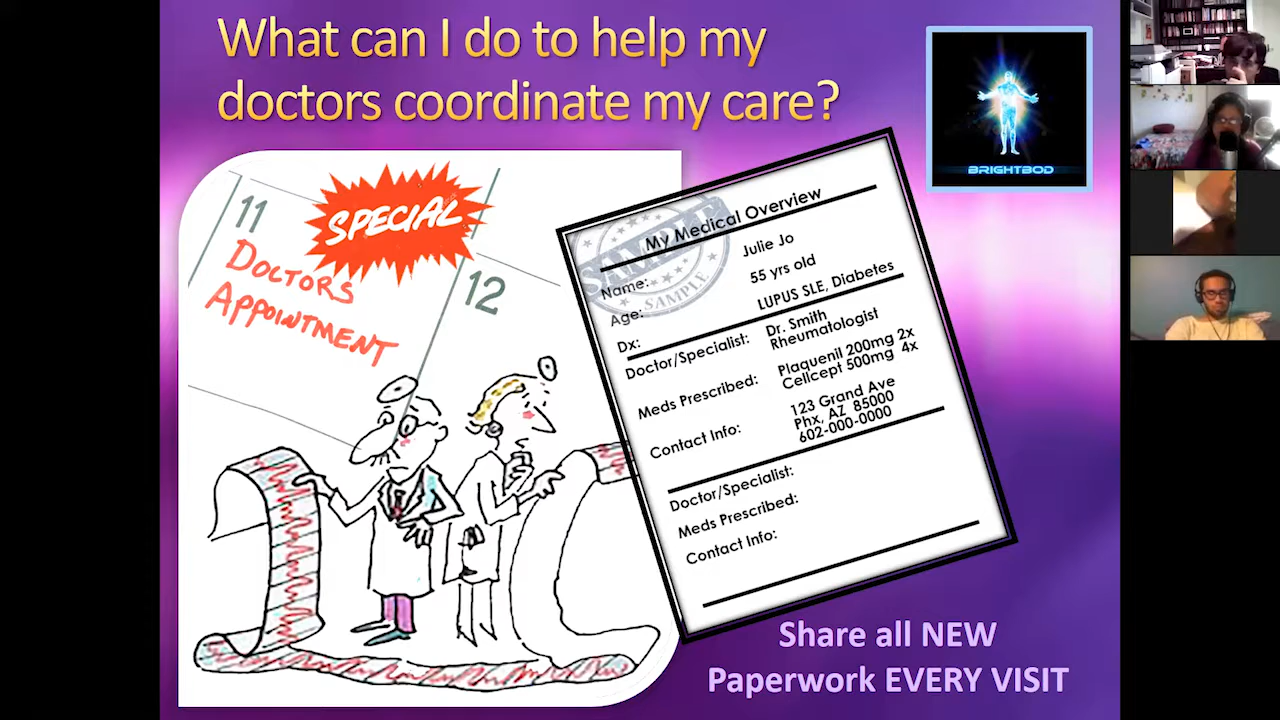 What can I do to help my
doctors coordinate my care?
BRIGHTBOD
11
SPECIAL
DOCTORS
APPOINTMENT
12
SAMPLE
SAMPLE
SAMPLE
My Medical Overview
Name: Julie Jo
Age: 55 yrs old
Dx: LUPUS SLE, Diabetes
Doctor/Specialist: Dr. Smith
Rheumatologist
Meds Prescribed: Plaquenil 200mg 2x
Cellcept 500mg 4x
Contact Info: 123 Grand Ave
Phx, AZ 85000
602-000-0000
Doctor/Specialist:
Meds Prescribed:
Contact Info:
Share all NEW
Paperwork EVERY VISIT